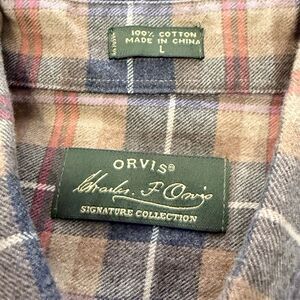 100% COTTON
MADE IN CHINA
L
ORVIS®
Charles F. Orvis
SIGNATURE COLLECTION